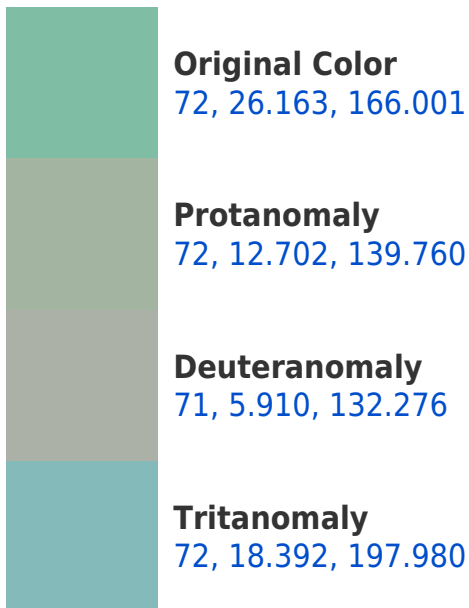 Original Color
72, 26.163, 166.001
Protanomaly
72, 12.702, 139.760
Deuteranomaly
71, 5.910, 132.276
Tritanomaly
72, 18.392, 197.980